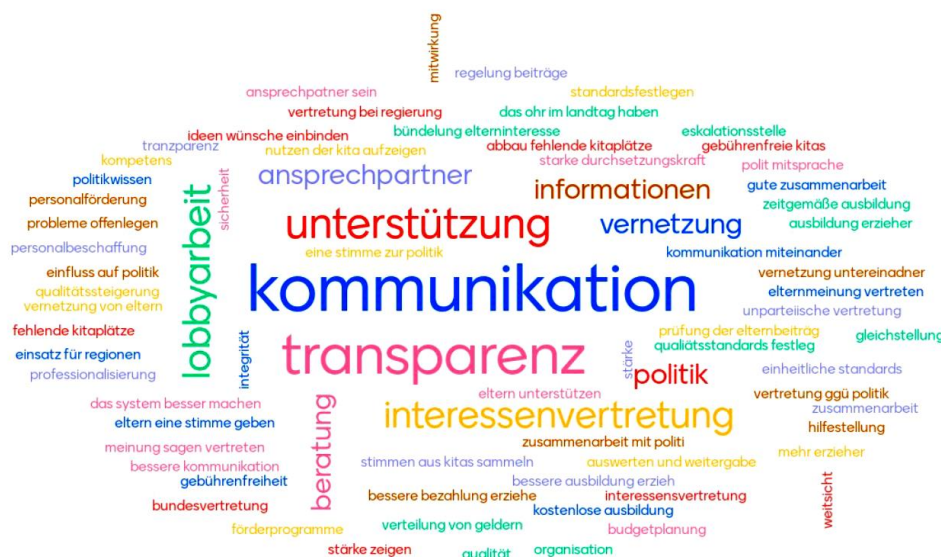 mitwirkung
regelung beiträge
ansprechpatner sein
standardsfestlegen
vertretung bei regierung
das ohr im landtag haben
ideen wünsche einbinden
bündelung elterninteresse
eskalationsstelle
tranzparenz
nutzen der kita aufzeigen
abbau fehlende kitaplätze
gebührenfreie kitas
kompetens
starke durchsetzungskraft
polit mitsprache
politikwissen
sicherheit
ansprechpartner
informationen
gute zusammenarbeit
personalförderung
lobbyarbeit
zeitgemäße ausbildung
probleme offenlegen
unterstützung
vernetzung
ausbildung erzieher
personalbeschaffung
eine stimme zur politik
kommunikation miteinander
einfluss auf politik
kommunikation
vernetzung untereinadner
qualitätssteigerung
elternmeinung vertreten
vernetzung von eltern
unparteiische vertretung
fehlende kitaplätze
prüfung der elternbeitrag
gleichstellung
einsatz für regionen
integrität
transparenz
qualiätsstandards festleg
professionalisierung
stärke
politik
einheitliche standards
das system besser machen
eltern unterstützen
vertretung ggü politik
eltern eine stimme geben
beratung
interessenvertretung
zusammenarbeit
hilfestellung
meinung sagen vertreten
zusammenarbeit mit politi
mehr erzieher
bessere kommunikation
stimmen aus kitas sammeln
auswerten und weitergabe
gebührenfreiheit
bessere ausbildung erzieh
weitsicht
bundesvertretung
bessere bezahlung erziehe
interessensvertretung
kostenlose ausbildung
förderprogramme
verteilung von geldern
budgetplanung
stärke zeigen
qualität
organisation